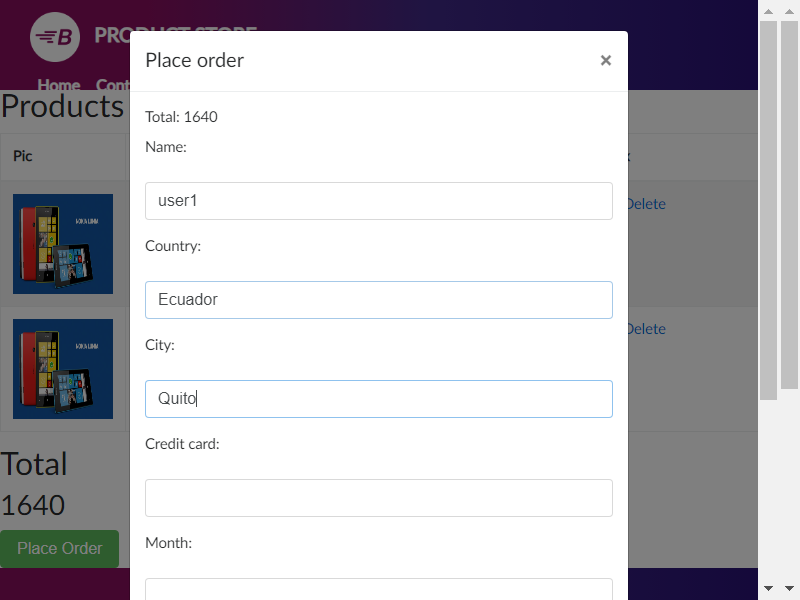 PRODUCT STORE
Home Cont
Place order
×
Products
Total: 1640
Name:
Pic
x
user1
Delete
Country:
Ecuador
Delete
City:
Quito
Credit card:
Total
1640
Month:
Place Order